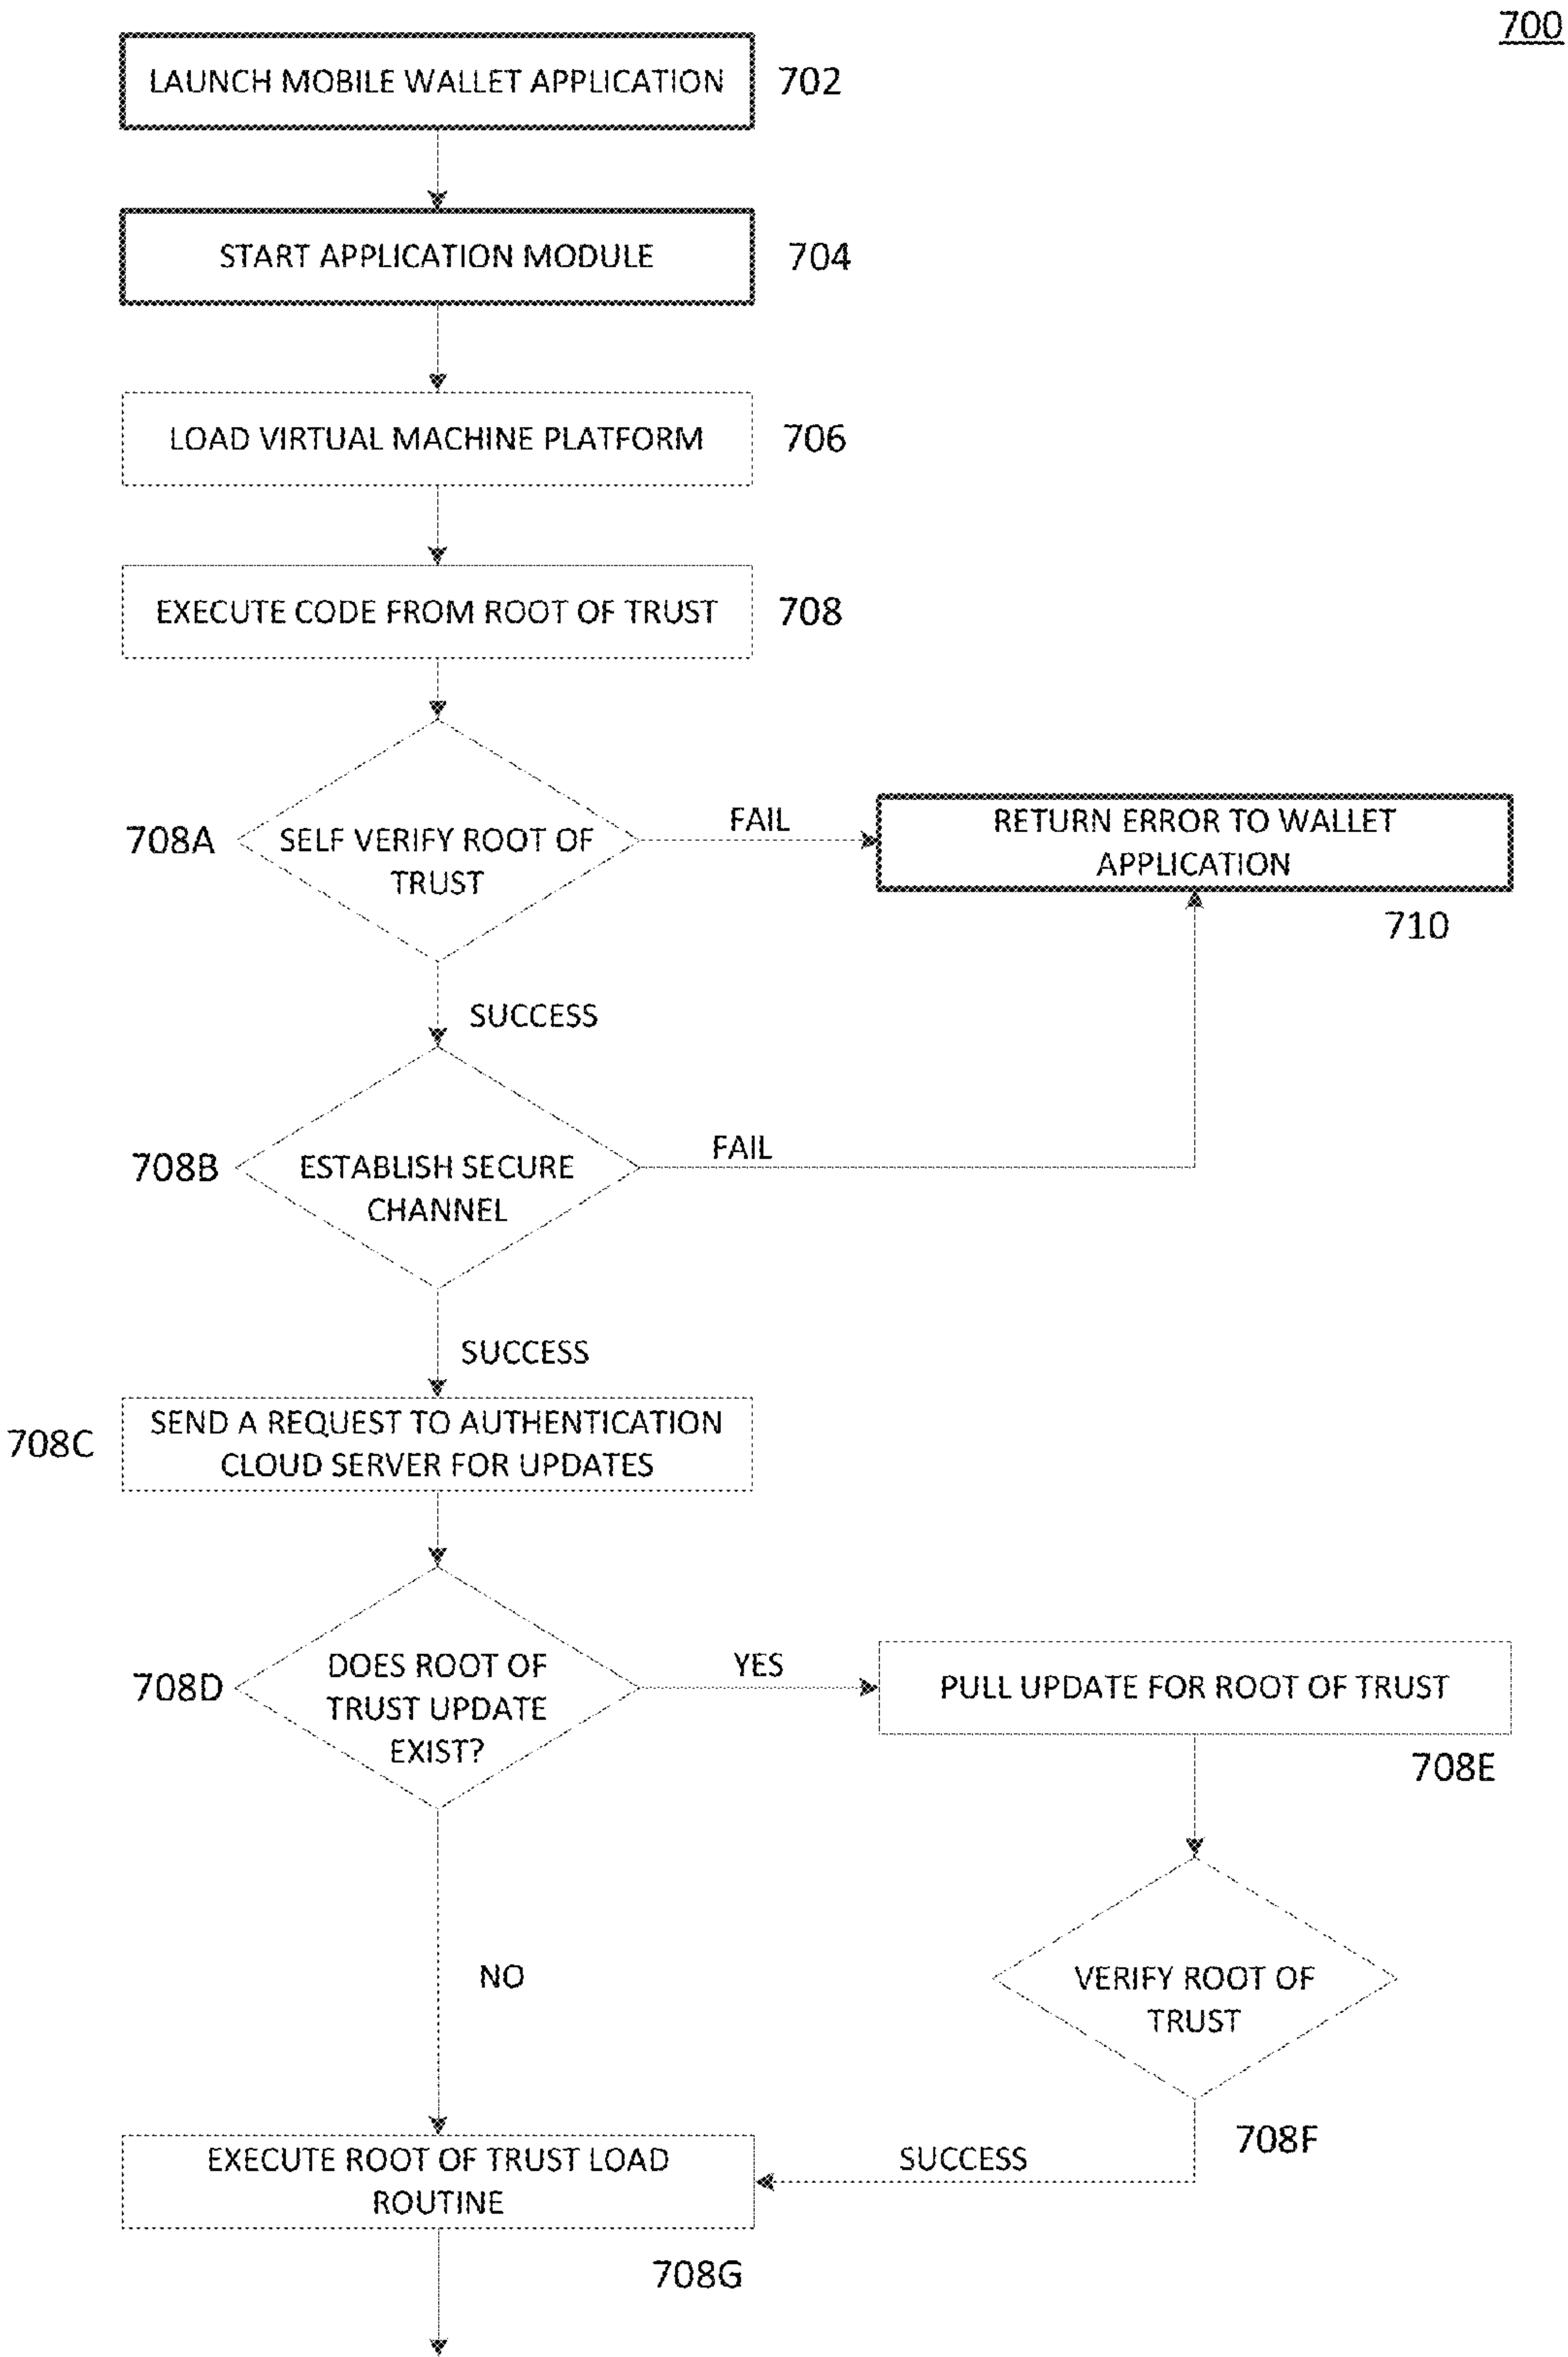 700
LAUNCH MOBILE WALLET APPLICATION 702
START APPLICATION MODULE 704
LOAD VIRTUAL MACHINE PLATFORM 706
EXECUTE CODE FROM ROOT OF TRUST 708
708A
SELF VERIFY ROOT OF
TRUST
FAIL
RETURN ERROR TO WALLET
APPLICATION
710
SUCCESS
708B
ESTABLISH SECURE
CHANNEL
FAIL
SUCCESS
708C
SEND A REQUEST TO AUTHENTICATION
CLOUD SERVER FOR UPDATES
708D
DOES ROOT OF
TRUST UPDATE
EXIST?
YES
PULL UPDATE FOR ROOT OF TRUST
708E
NO
VERIFY ROOT OF
TRUST
708F
SUCCESS
EXECUTE ROOT OF TRUST LOAD
ROUTINE
708G